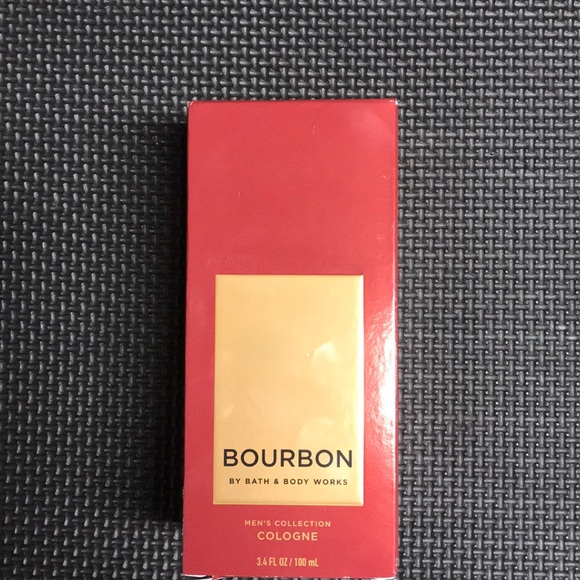 BOURBON
BY BATH & BODY WORKS
MEN'S COLLECTION
COLOGNE
3.4 FL OZ / 100 mL